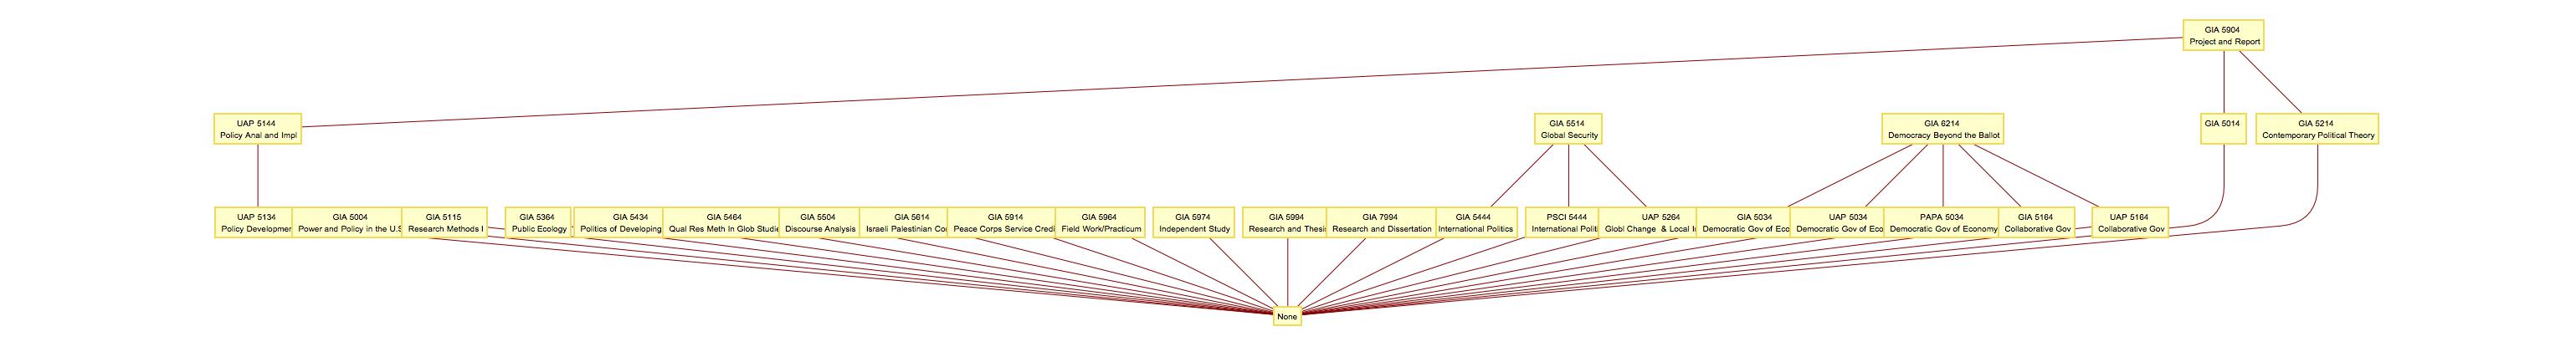 GIA 5904
Project and Report
UAP 5144
Policy Anal and Impl
GIA 5514
Global Security
GIA 6214
Democracy Beyond the Ballot
GIA 5014
GIA 5214
Contemporary Political Theory
UAP 5134
Policy Developmen
GIA 5004
Power and Policy in the U.S
GIA 5115
Research Methods I
GIA 5364
Public Ecology
GIA 5434
Politics of Developing
GIA 5464
Qual Res Meth In Glob Studie
GIA 5504
Discourse Analysis
GIA 5614
Israeli Palestinian Co
GIA 5914
Peace Corps Service Credi
GIA 5964
Field Work/Practicum
GIA 5974
Independent Study
GIA 5994
Research and Thesis
GIA 7994
Research and Dissertation
GIA 5444
International Politics
PSCI 5444
International Polit
UAP 5264
Globl Change & Local I
GIA 5034
Democratic Gov of Eco
UAP 5034
Democratic Gov of Eco
PAPA 5034
Democratic Gov of Economy
GIA 5164
Collaborative Gov
UAP 5164
Collaborative Gov
None